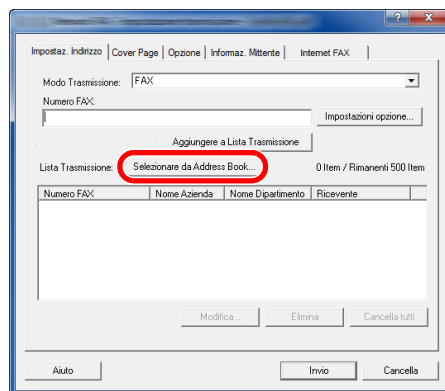 Impostaz. Indirizzo Cover Page Opzione Informaz. Mittente Internet FAX
Modo Trasmissione: FAX
Numero FAX:
Impostazioni opzione...
Aggiungere a Lista Trasmissione
Lista Trasmissione: Selezionare da Address Book... 0 Item / Rimanenti 500 Item
Numero FAX Nome Azienda Nome Dipartimento Ricevente
Modifica... Elimina Cancella tutti
Aiuto Invio Cancella